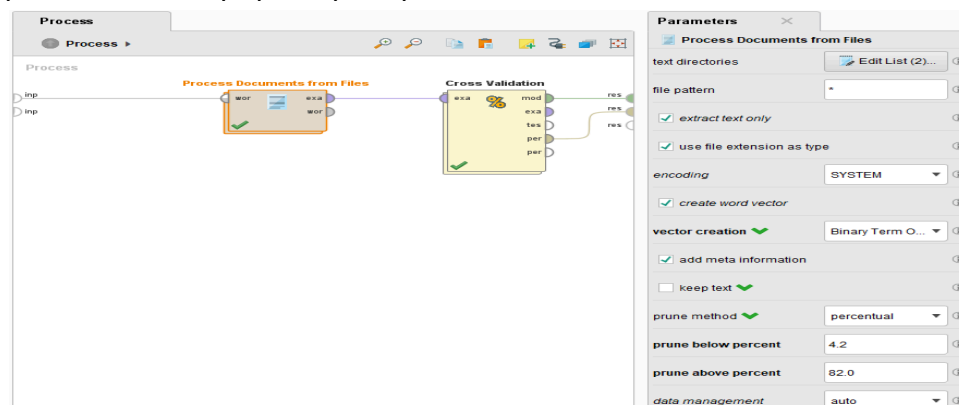 Process
Process
Process
inp
inp
Process Documents from Files
wor
exa
wor
Cross Validation
exa
mod
exa
tes
per
per
res
res
res
Parameters
Process Documents from Files
text directories
Edit List (2)...
file pattern
*
extract text only
use file extension as type
encoding
SYSTEM
create word vector
vector creation
Binary Term O...
add meta information
keep text
prune method
percentual
prune below percent
4.2
prune above percent
82.0
data management
auto